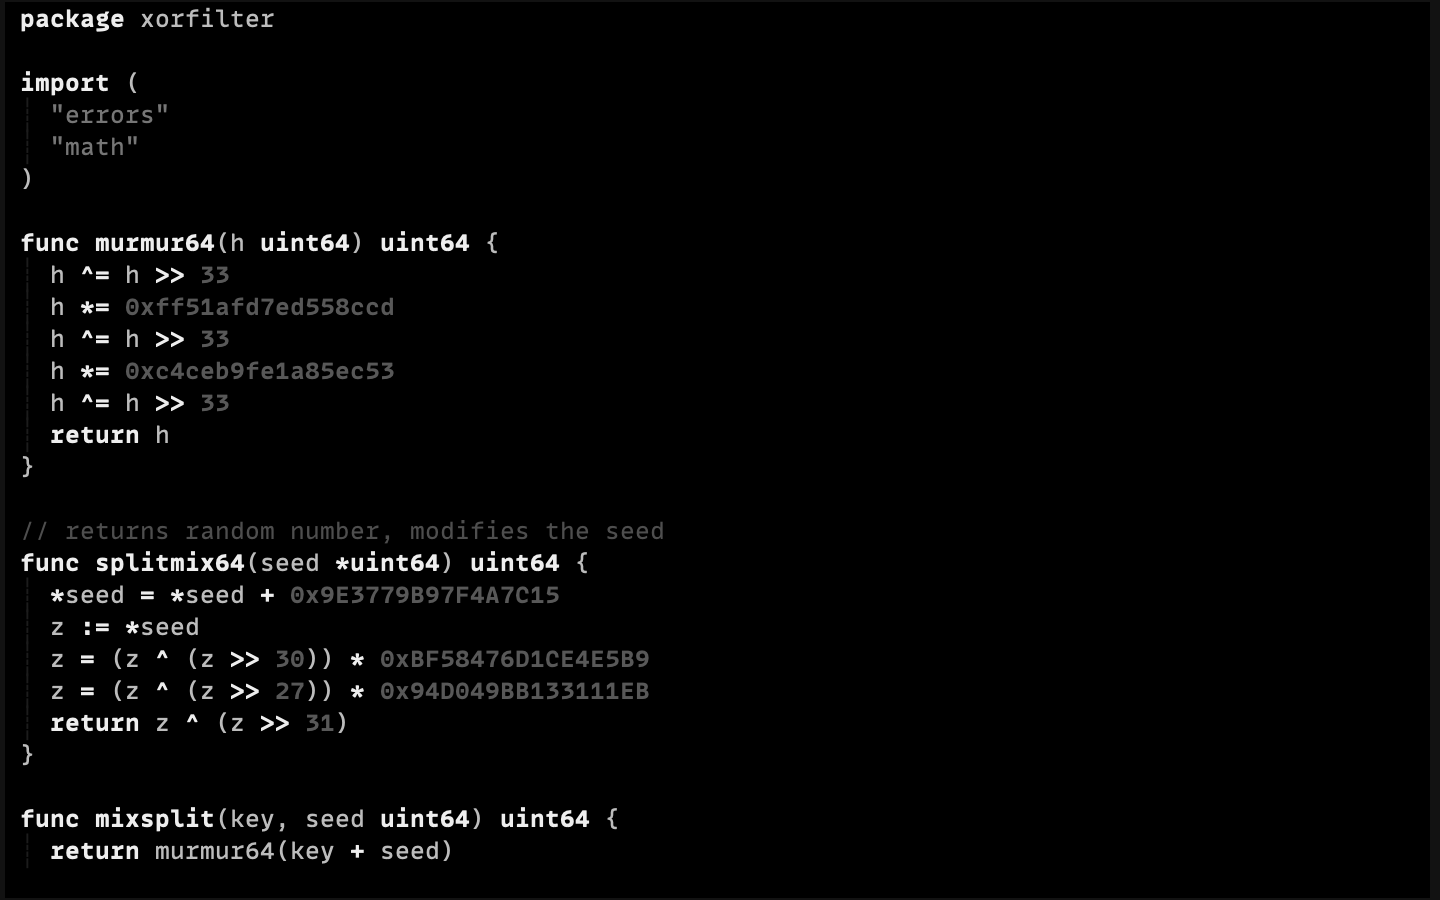 package xorfilter

import (
  "errors"
  "math"
)

func murmur64(h uint64) uint64 {
  h ^= h >> 33
  h *= 0xff51afd7ed558ccd
  h ^= h >> 33
  h *= 0xc4ceb9fe1a85ec53
  h ^= h >> 33
  return h
}

// returns random number, modifies the seed
func splitmix64(seed *uint64) uint64 {
  *seed = *seed + 0x9E3779B97F4A7C15
  z := *seed
  z = (z ^ (z >> 30)) * 0xBF58476D1CE4E5B9
  z = (z ^ (z >> 27)) * 0x94D049BB133111EB
  return z ^ (z >> 31)
}

func mixsplit(key, seed uint64) uint64 {
  return murmur64(key + seed)